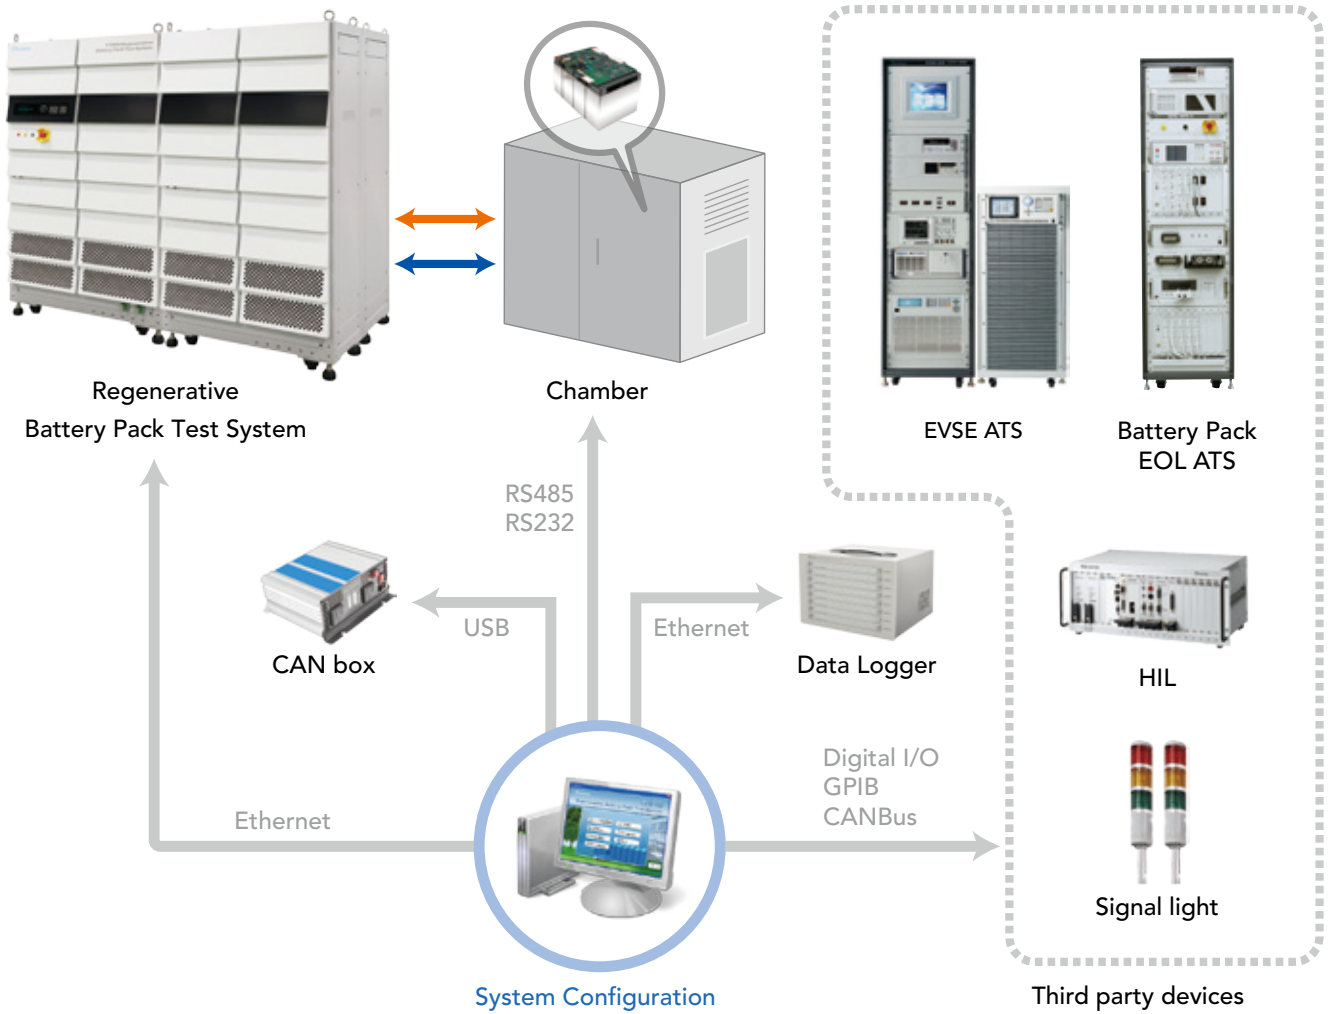 Regenerative
Battery Pack Test System
Chamber
EVSE ATS
Battery Pack
EOL ATS
RS485
RS232
USB
Ethernet
CAN box
Data Logger
HIL
Digital I/O
GPIB
CANBus
Ethernet
Signal light
System Configuration
Third party devices